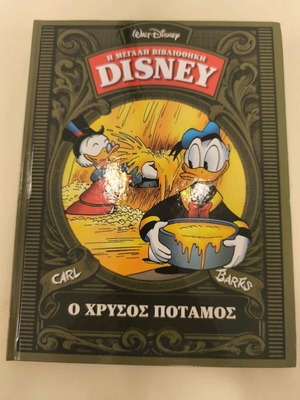 WALT DISNEY
Η ΜΕΓΑΛΗ ΒΙΒΛΙΟΘΗΚΗ
DISNEY
CARL BARKS
Ο ΧΡΥΣΟΣ ΠΟΤΑΜΟΣ